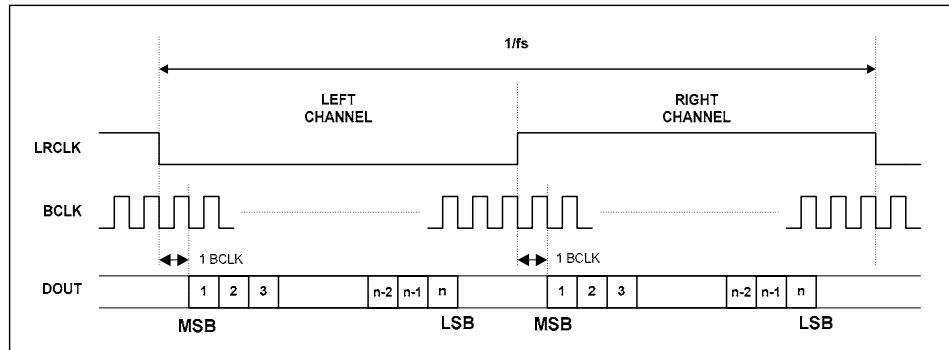 1/fs
LEFT
CHANNEL
RIGHT
CHANNEL
LRCLK
BCLK
1 BCLK
1 BCLK
DOUT
1 2 3 n-2 n-1 n 1 2 3 n-2 n-1 n
MSB LSB MSB LSB